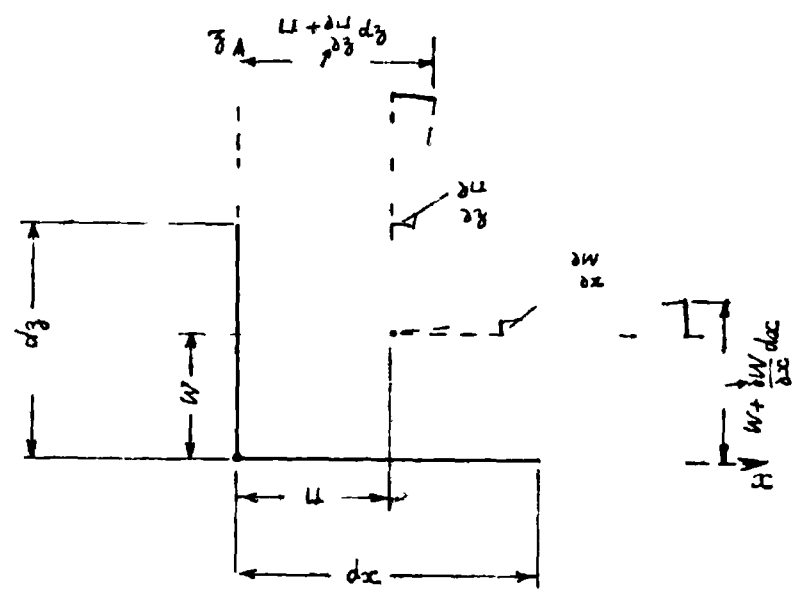 u + ∂u/∂z dz
z
∂u
∂z
∂w
∂x
dz
w
w + ∂w/∂x dx
x
u
dx